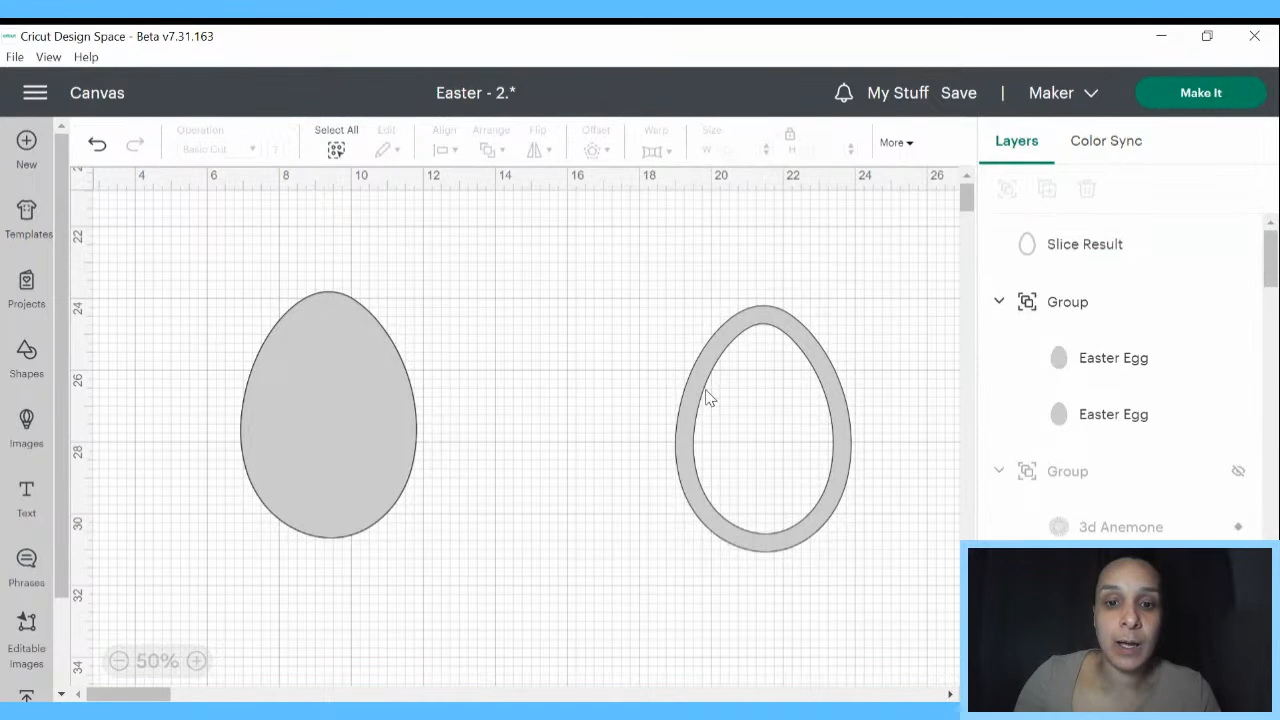 Cricut Design Space - Beta v7.31.163
File View Help
Canvas
Easter - 2.*
My Stuff Save | Maker
Make It
Operation
Basic Cut
?
Select All
Edit
Align
Arrange
Flip
Offset
Warp
Size
W
H
More
Layers Color Sync
4 6 8 10 12 14 16 18 20 22 24 26
22
24
26
28
30
32
34
New
Templates
Projects
Shapes
Images
Text
Phrases
Editable
Images
Slice Result
Group
Easter Egg
Easter Egg
Group
3d Anemone
50%